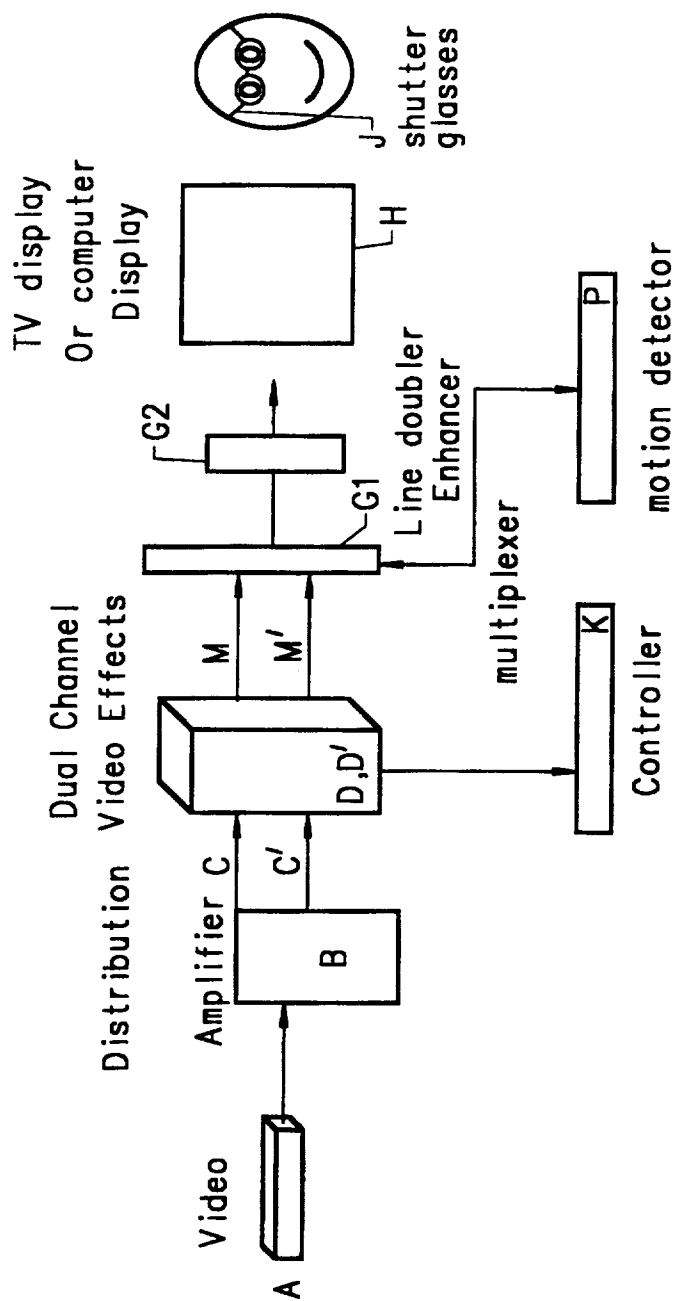 A
Video
Distribution
Amplifier
B
C
C'
Dual Channel
Video Effects
D,D'
M
M'
G1
G2
multiplexer
Line doubler
Enhancer
TV display
Or computer
Display
H
J
shutter
glasses
K
Controller
P
motion detector